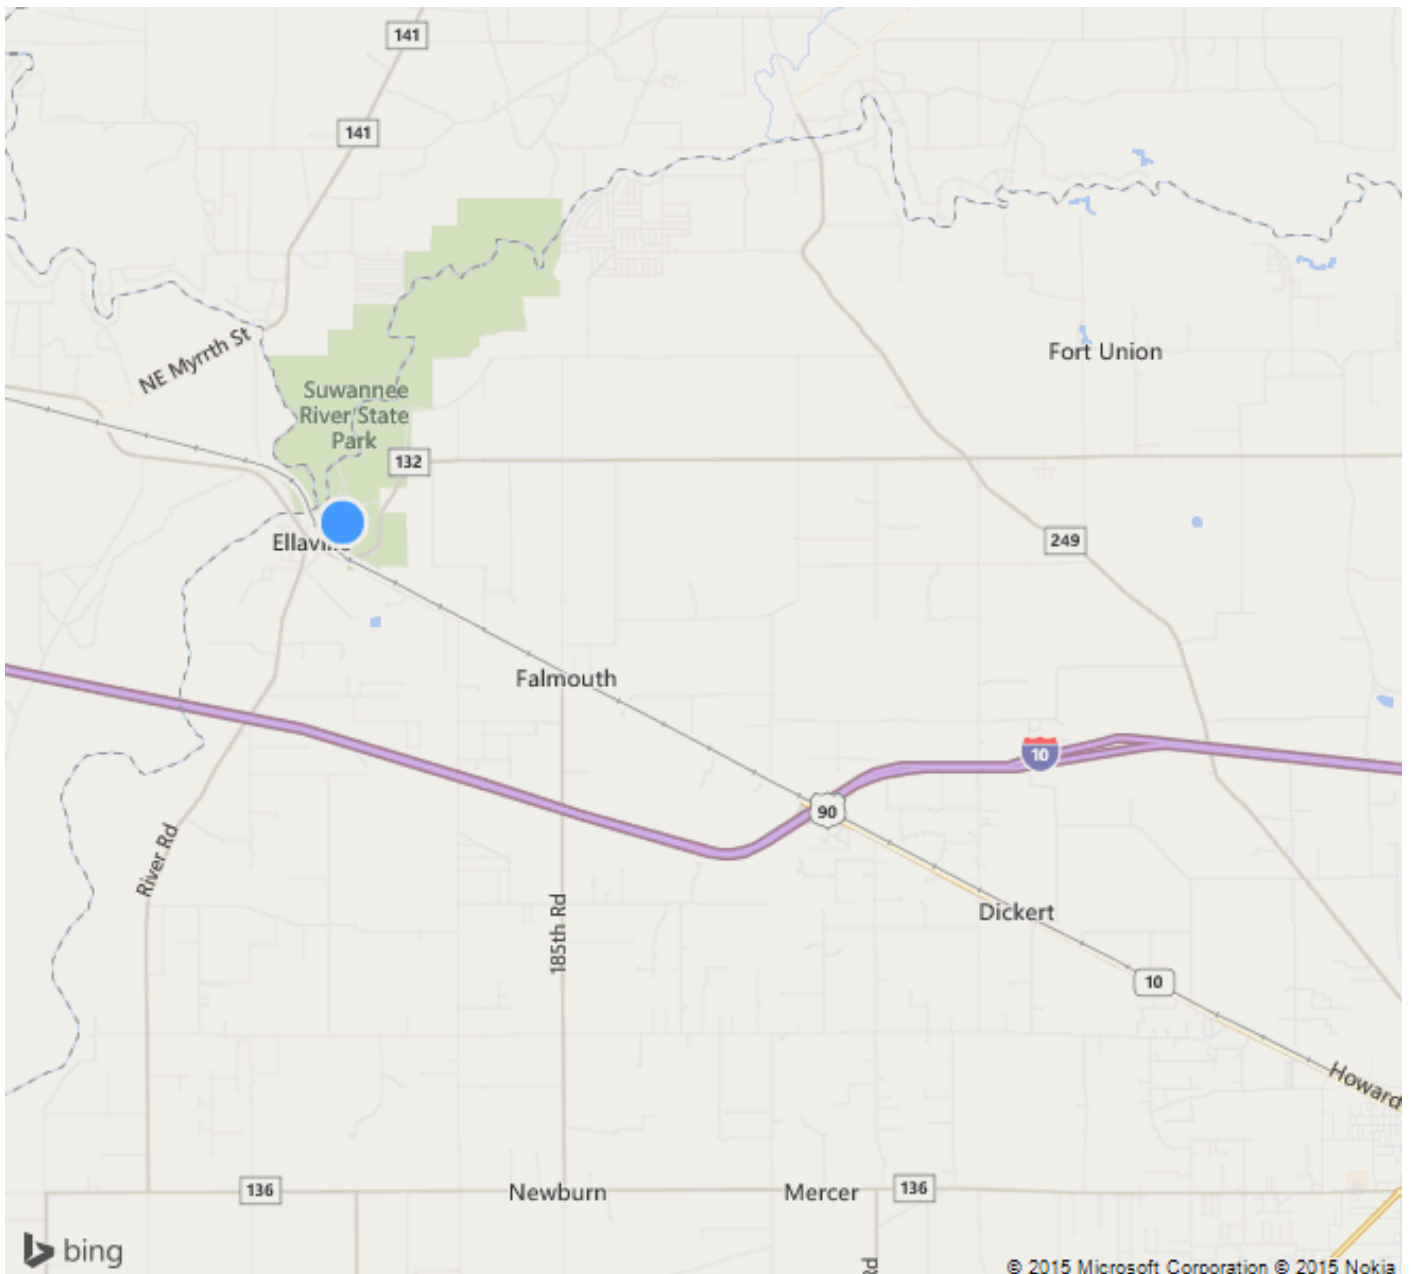 141
141
NE Myrrth St
Fort Union
Suwannee
River State
Park
132
249
Falmouth
10
90
River Rd
185th Rd
Dickert
10
Howard
136
Newburn
Mercer
136
Rd
bing
© 2015 Microsoft Corporation © 2015 Nokia